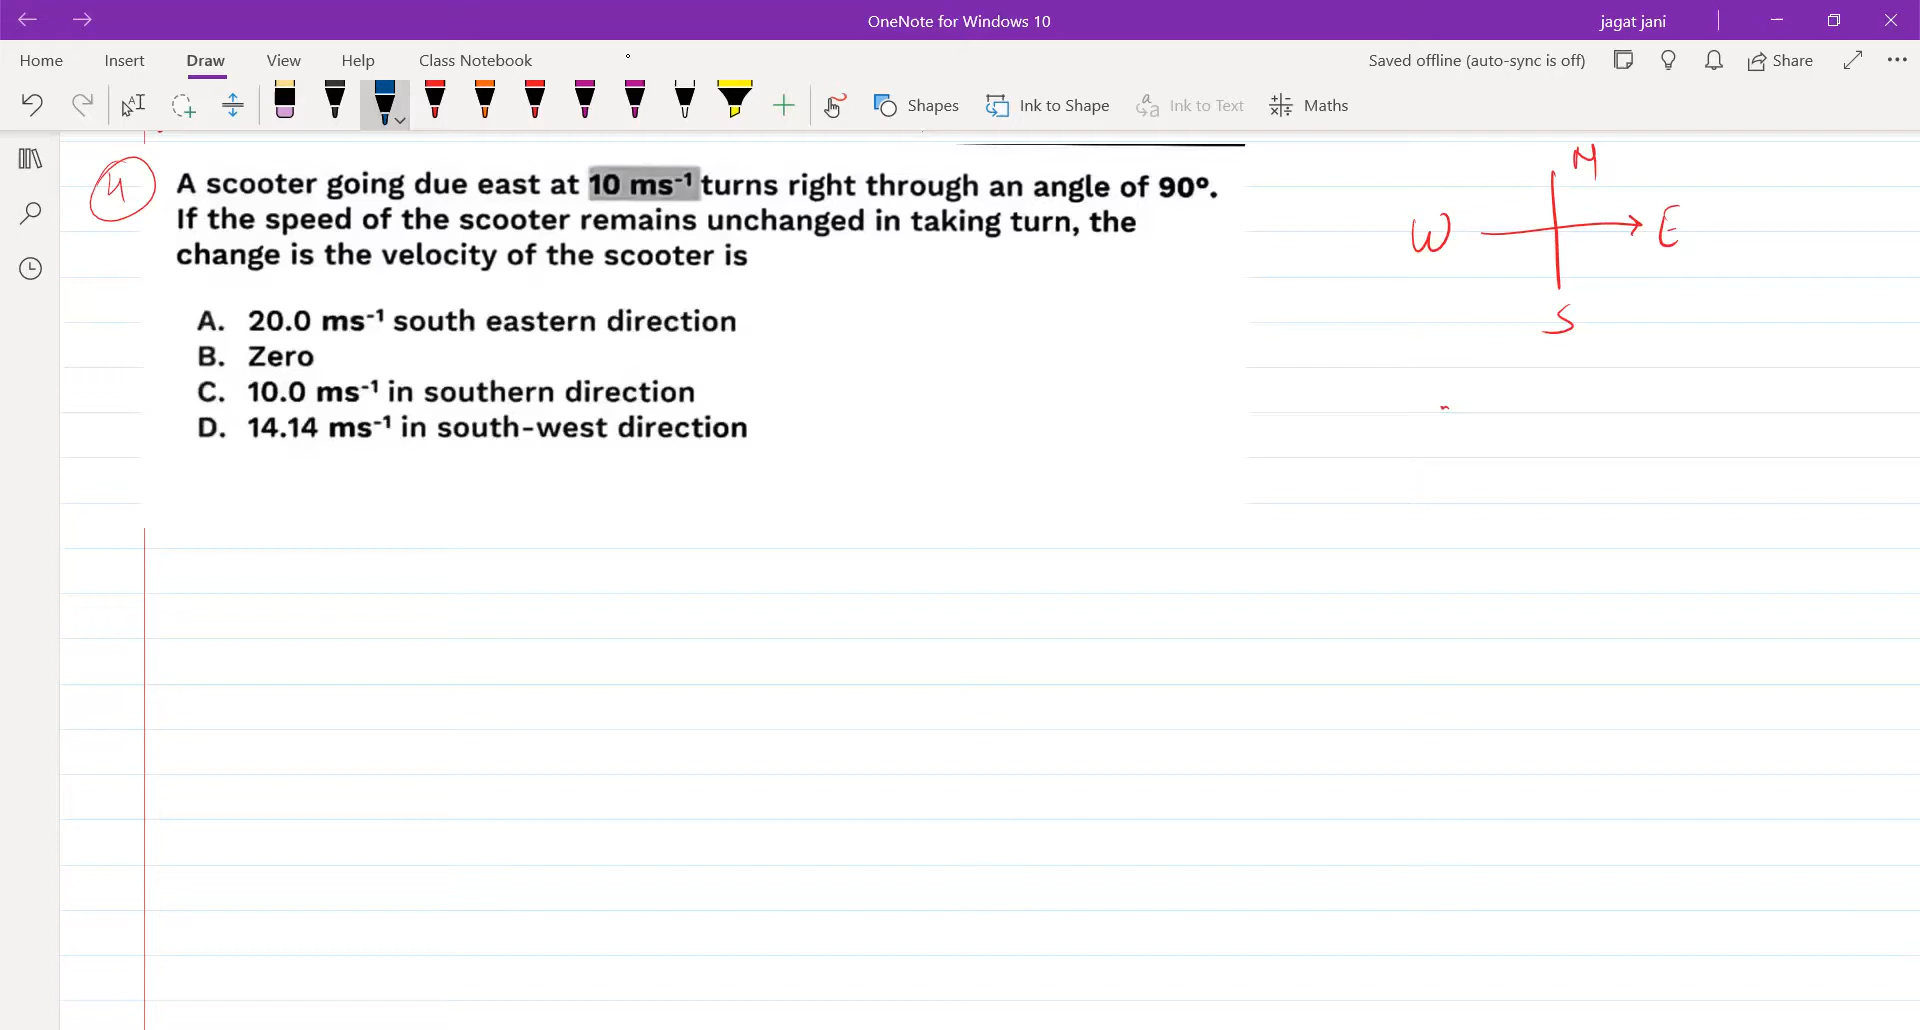 OneNote for Windows 10
jagat jani
Home Insert Draw View Help Class Notebook
Saved offline (auto-sync is off) Share
Shapes Ink to Shape Ink to Text Maths
4
A scooter going due east at 10 ms⁻¹ turns right through an angle of 90º.
If the speed of the scooter remains unchanged in taking turn, the
change is the velocity of the scooter is
A. 20.0 ms⁻¹ south eastern direction
B. Zero
C. 10.0 ms⁻¹ in southern direction
D. 14.14 ms⁻¹ in south-west direction
N
W E
S